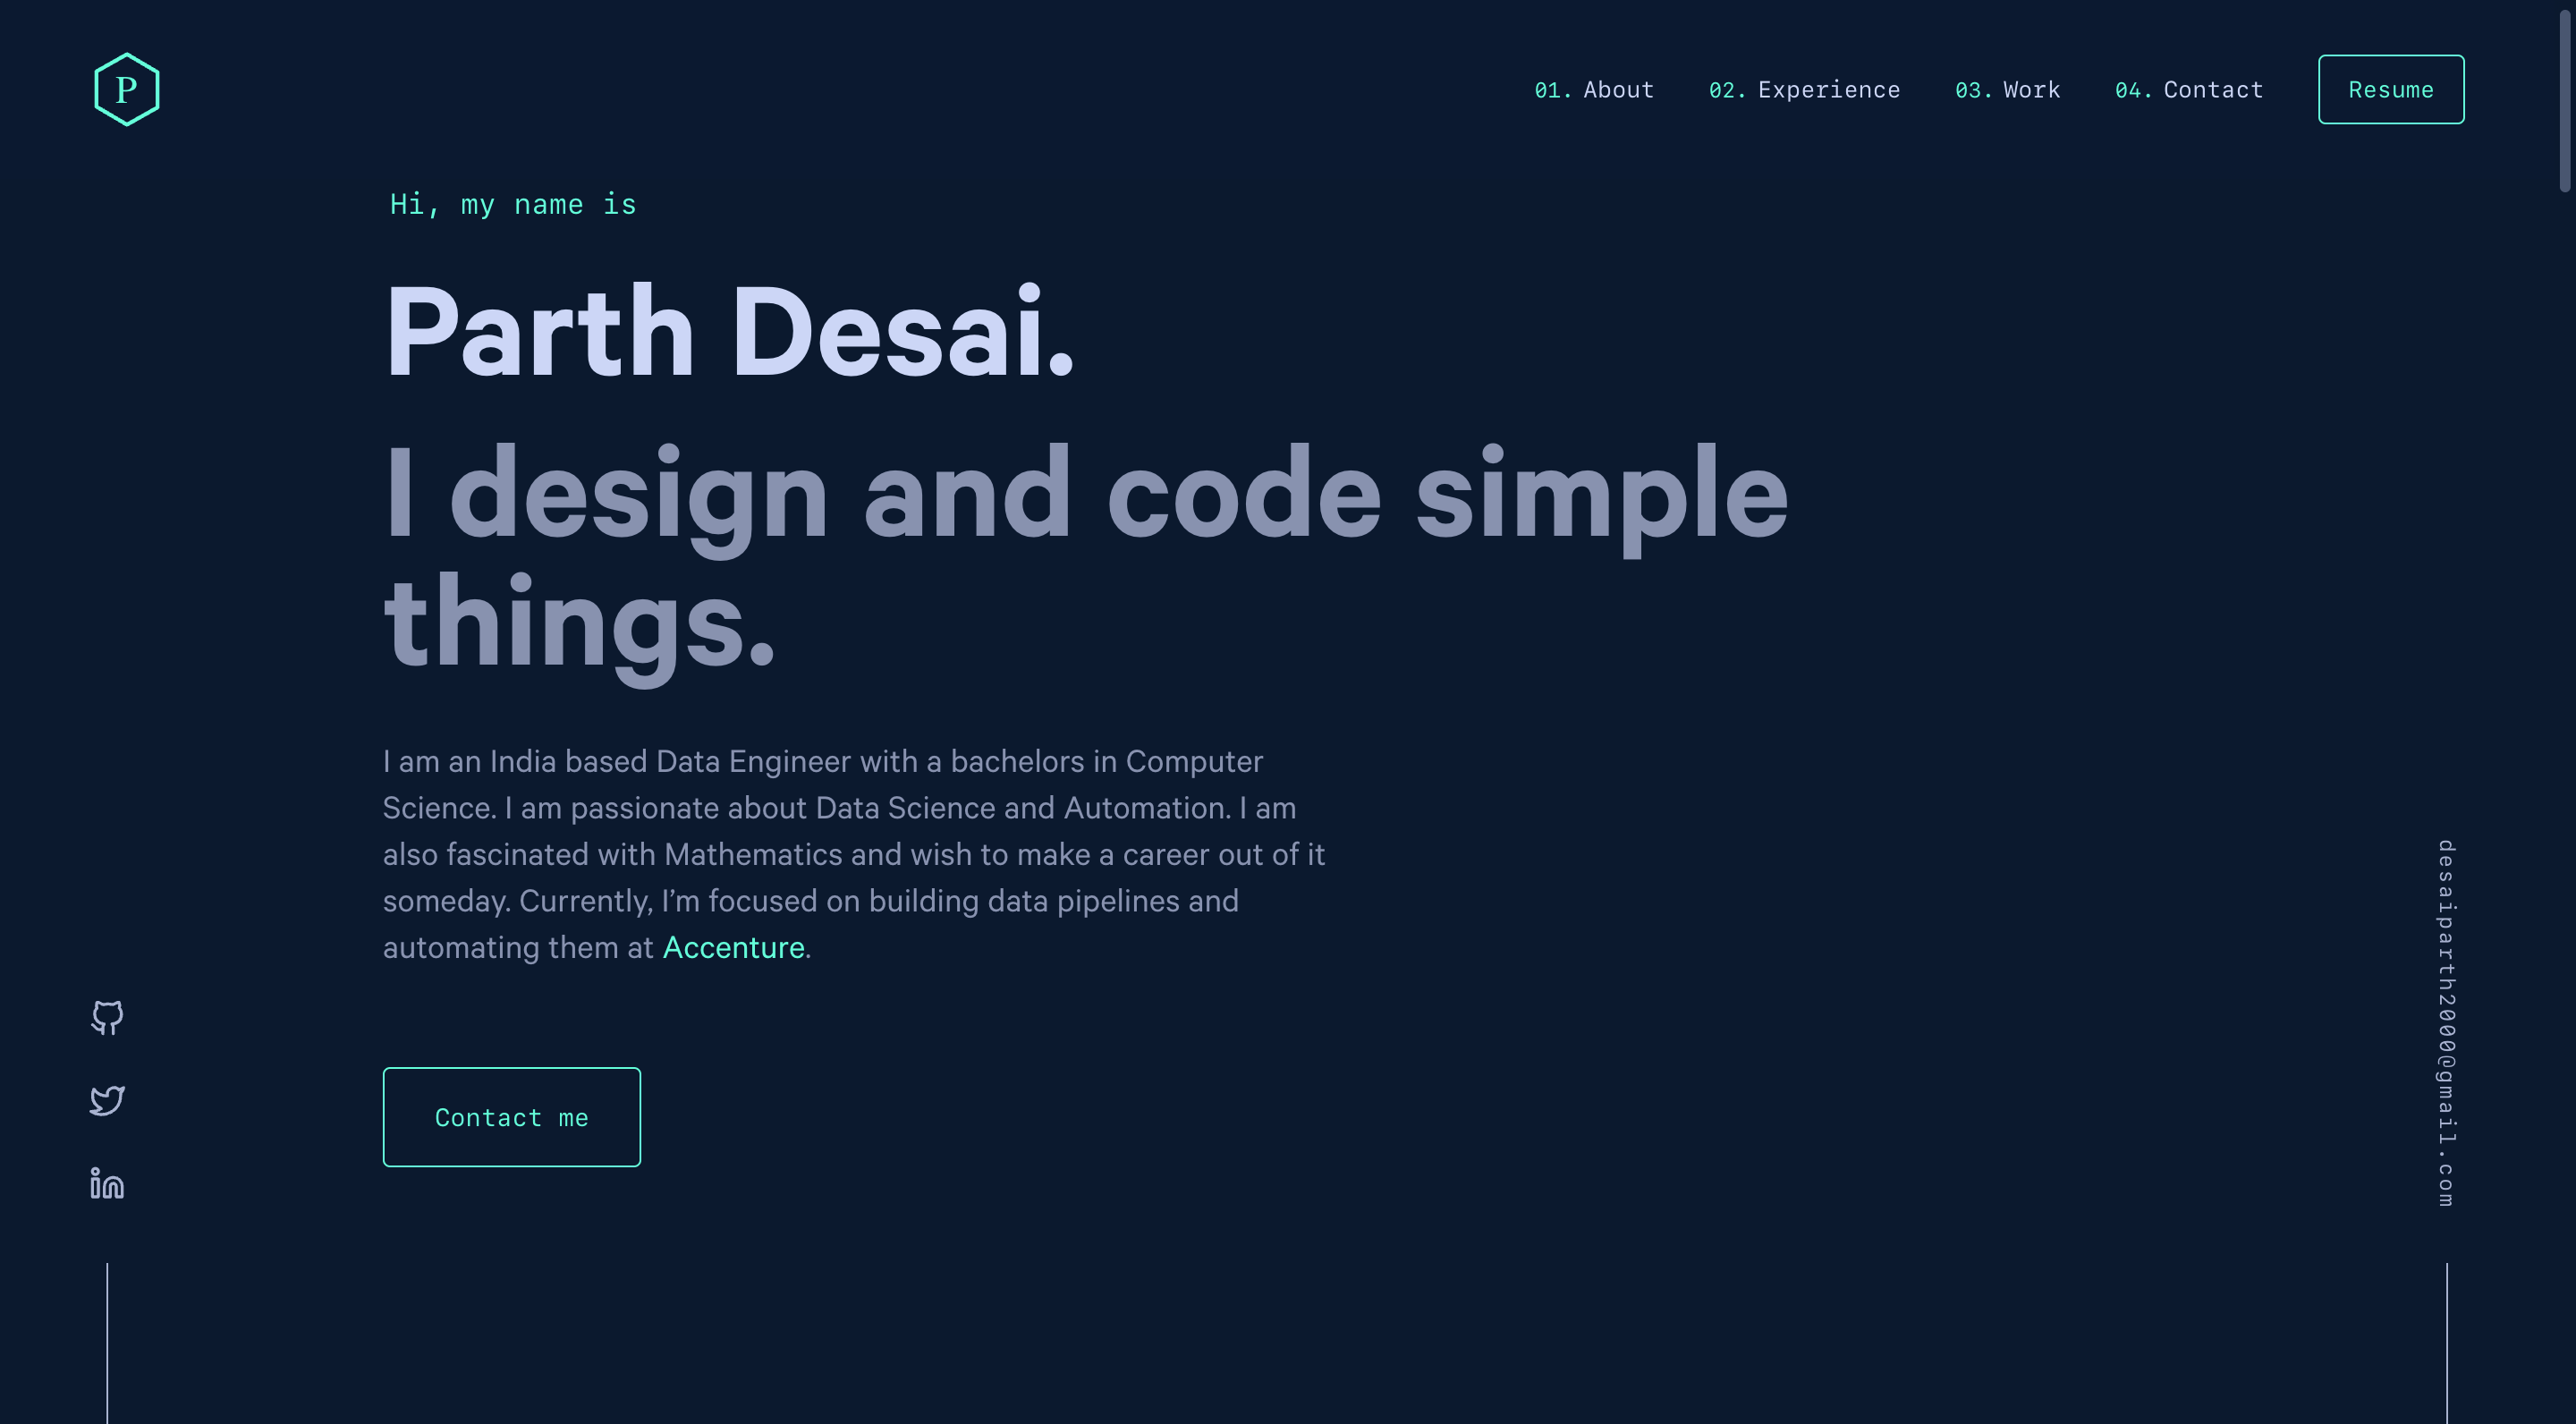 P
01. About 02. Experience 03. Work 04. Contact Resume
Hi, my name is
Parth Desai.
I design and code simple
things.
I am an India based Data Engineer with a bachelors in Computer
Science. I am passionate about Data Science and Automation. I am
also fascinated with Mathematics and wish to make a career out of it
someday. Currently, I’m focused on building data pipelines and
automating them at Accenture.
Contact me
in
desaiparth2000@gmail.com